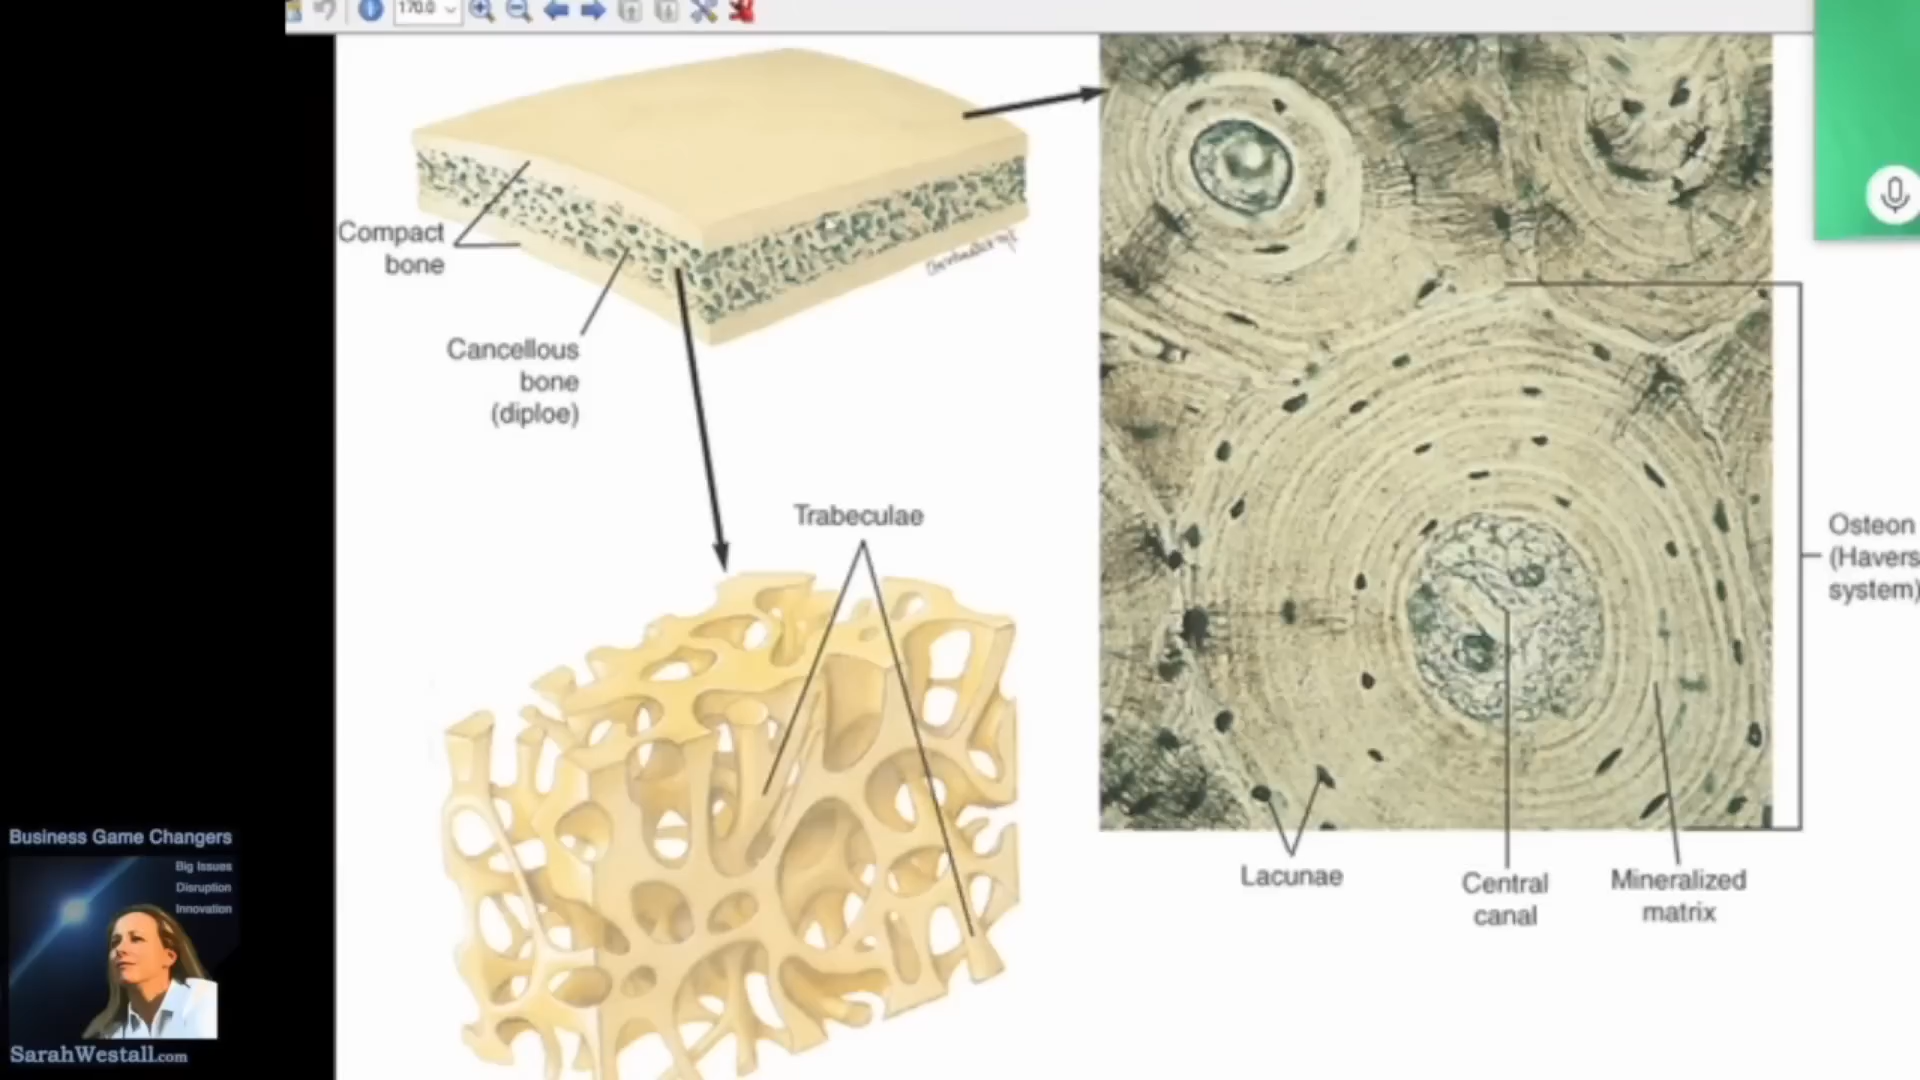 170.0
Compact
bone
Cancellous
bone
(diploe)
Trabeculae
Osteon
(Havers
system)
Lacunae
Central
canal
Mineralized
matrix
Business Game Changers
Big Issues
Disruption
Innovation
SarahWestall.com